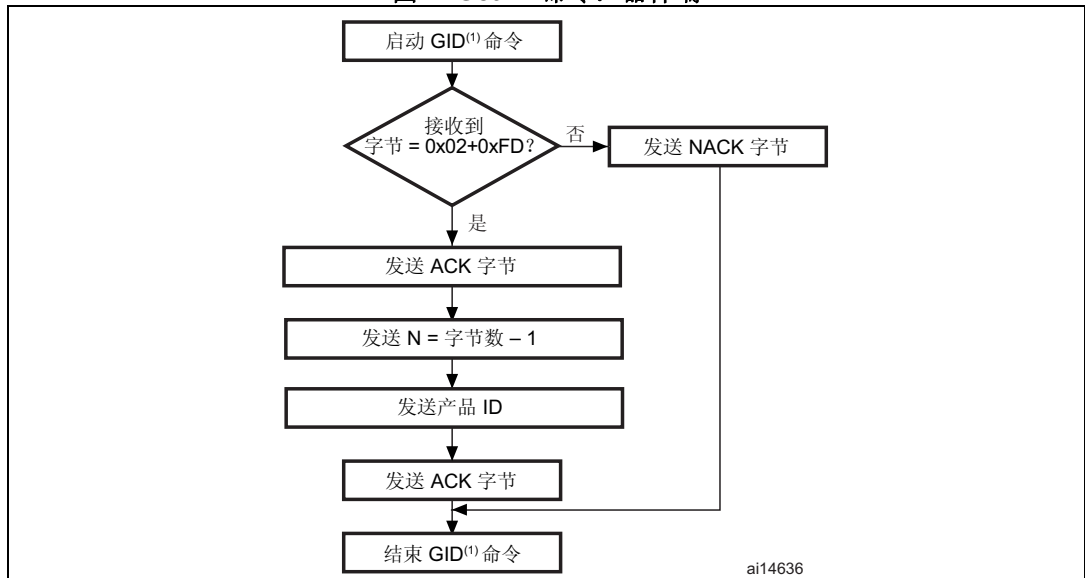 启动 GID(1) 命令
接收到
字节 = 0x02+0xFD?
否
发送 NACK 字节
是
发送 ACK 字节
发送 N = 字节数 – 1
发送产品 ID
发送 ACK 字节
结束 GID(1) 命令
ai14636